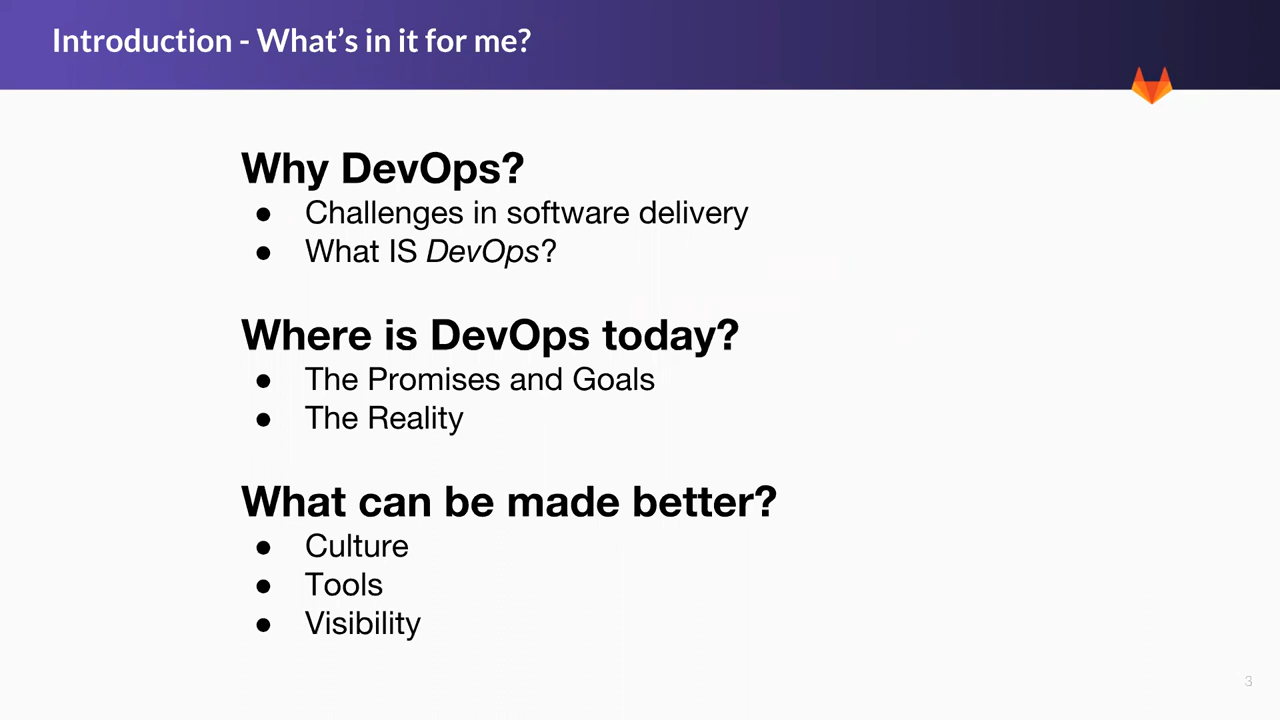 Introduction - What's in it for me?
Why DevOps?
● Challenges in software delivery
● What IS DevOps?
Where is DevOps today?
● The Promises and Goals
● The Reality
What can be made better?
● Culture
● Tools
● Visibility
3